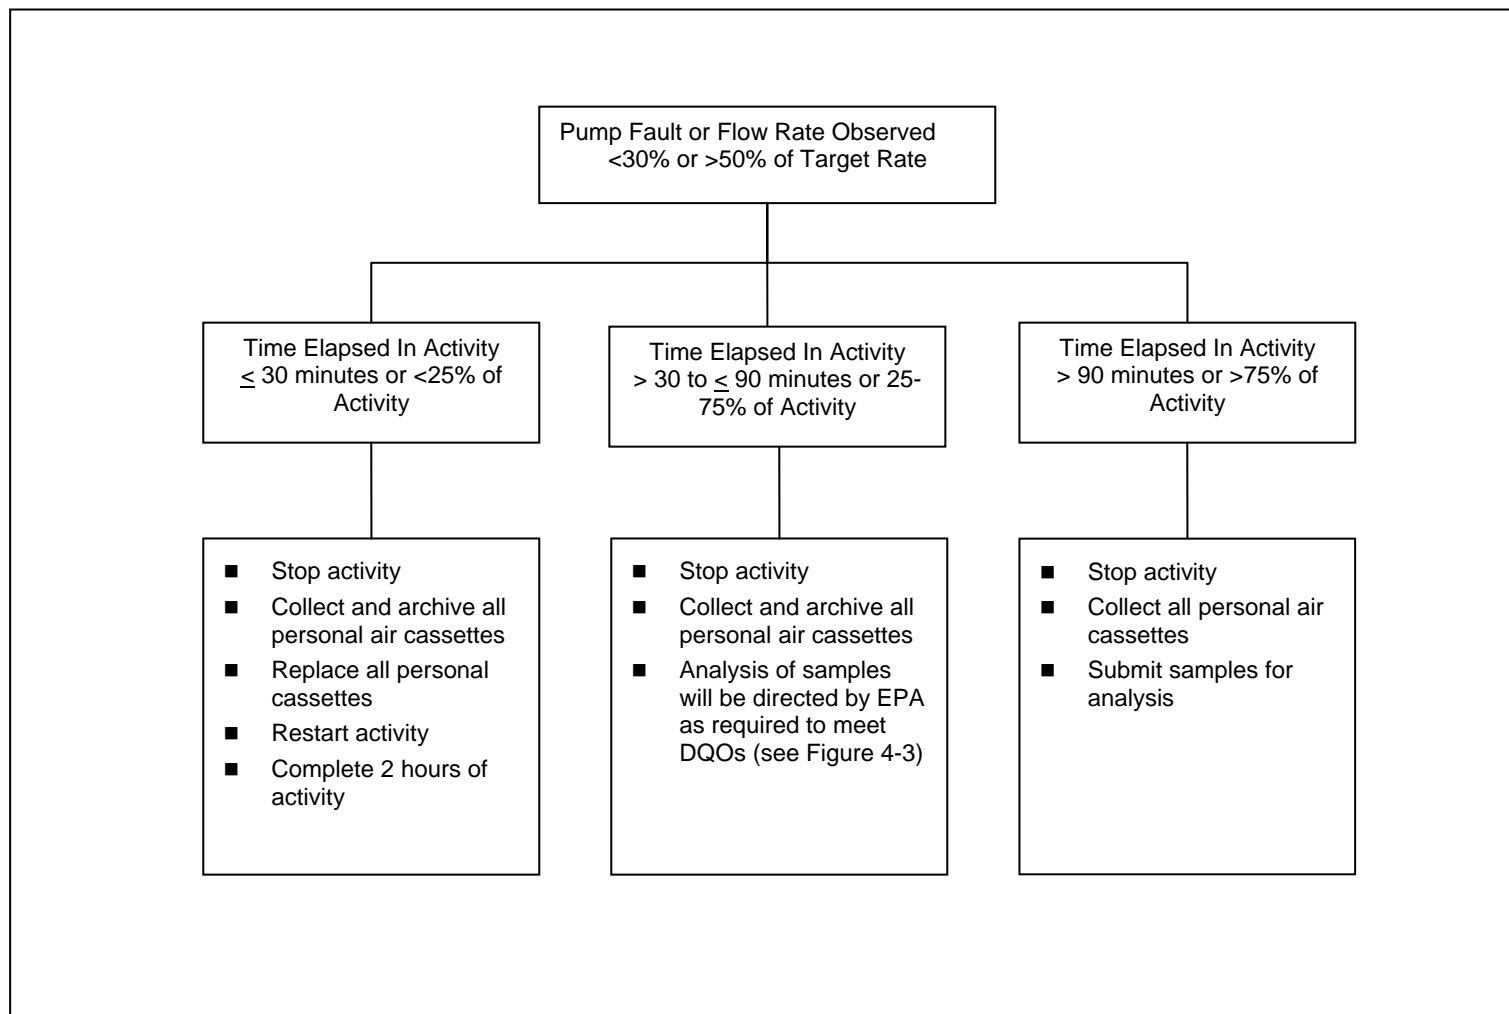 Pump Fault or Flow Rate Observed
<30% or >50% of Target Rate
Time Elapsed In Activity
≤ 30 minutes or <25% of
Activity
Time Elapsed In Activity
> 30 to ≤ 90 minutes or 25-
75% of Activity
Time Elapsed In Activity
> 90 minutes or >75% of
Activity
■ Stop activity
■ Collect and archive all
personal air cassettes
■ Replace all personal
cassettes
■ Restart activity
■ Complete 2 hours of
activity
■ Stop activity
■ Collect and archive all
personal air cassettes
■ Analysis of samples
will be directed by EPA
as required to meet
DQOs (see Figure 4-3)
■ Stop activity
■ Collect all personal air
cassettes
■ Submit samples for
analysis